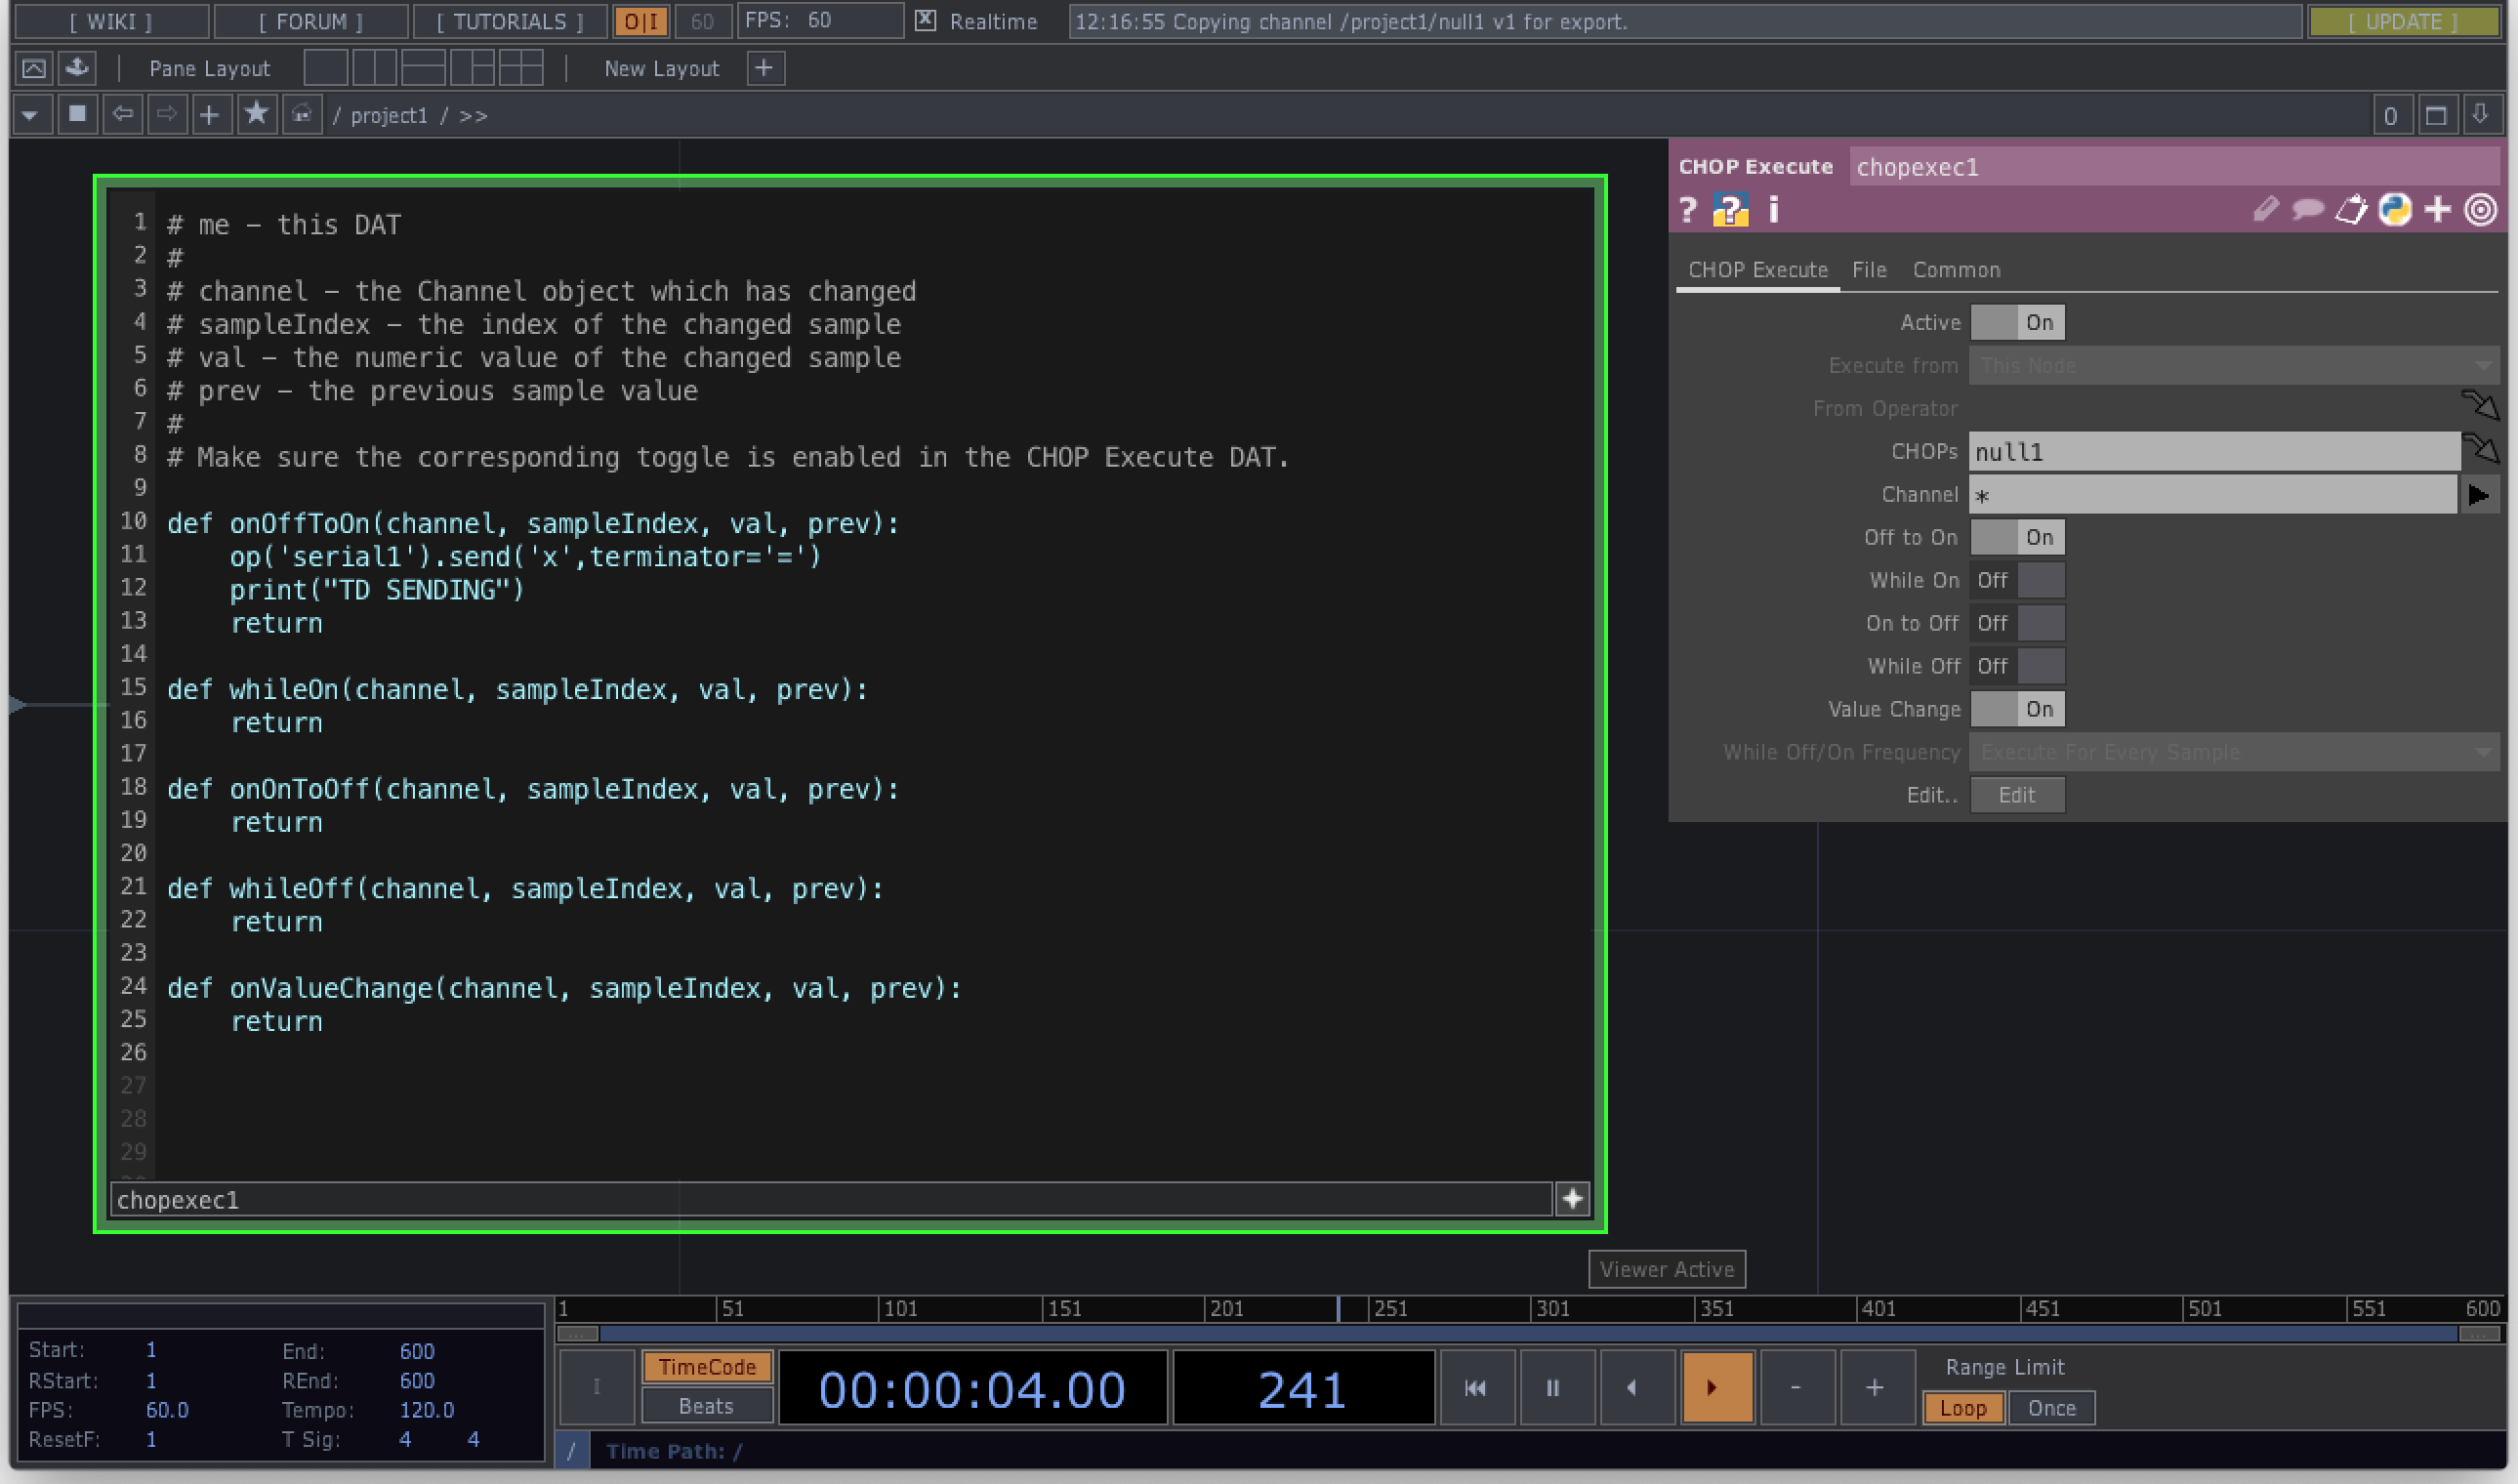 [ WIKI ] [ FORUM ] [ TUTORIALS ] O|I 60 FPS: 60 Realtime 12:16:55 Copying channel /project1/null1 v1 for export. [ UPDATE ]
Pane Layout New Layout +
/ project1 / >> 0
CHOP Execute chopexec1
? ? i
CHOP Execute File Common
Active On
Execute from This Node
From Operator
CHOPs null1
Channel *
Off to On On
While On Off
On to Off Off
While Off Off
Value Change On
While Off/On Frequency Execute For Every Sample
Edit.. Edit
1 # me – this DAT
2 #
3 # channel – the Channel object which has changed
4 # sampleIndex – the index of the changed sample
5 # val – the numeric value of the changed sample
6 # prev – the previous sample value
7 #
8 # Make sure the corresponding toggle is enabled in the CHOP Execute DAT.
9
10 def onOffToOn(channel, sampleIndex, val, prev):
11     op('serial1').send('x',terminator='=')
12     print("TD SENDING")
13     return
14
15 def whileOn(channel, sampleIndex, val, prev):
16     return
17
18 def onOnToOff(channel, sampleIndex, val, prev):
19     return
20
21 def whileOff(channel, sampleIndex, val, prev):
22     return
23
24 def onValueChange(channel, sampleIndex, val, prev):
25     return
26
27
28
29
chopexec1
Viewer Active
1 51 101 151 201 251 301 351 401 451 501 551 600
Start: 1 End: 600
RStart: 1 REnd: 600
FPS: 60.0 Tempo: 120.0
ResetF: 1 T Sig: 4 4
I TimeCode 00:00:04.00 241 - + Range Limit
Beats Loop Once
/ Time Path: /